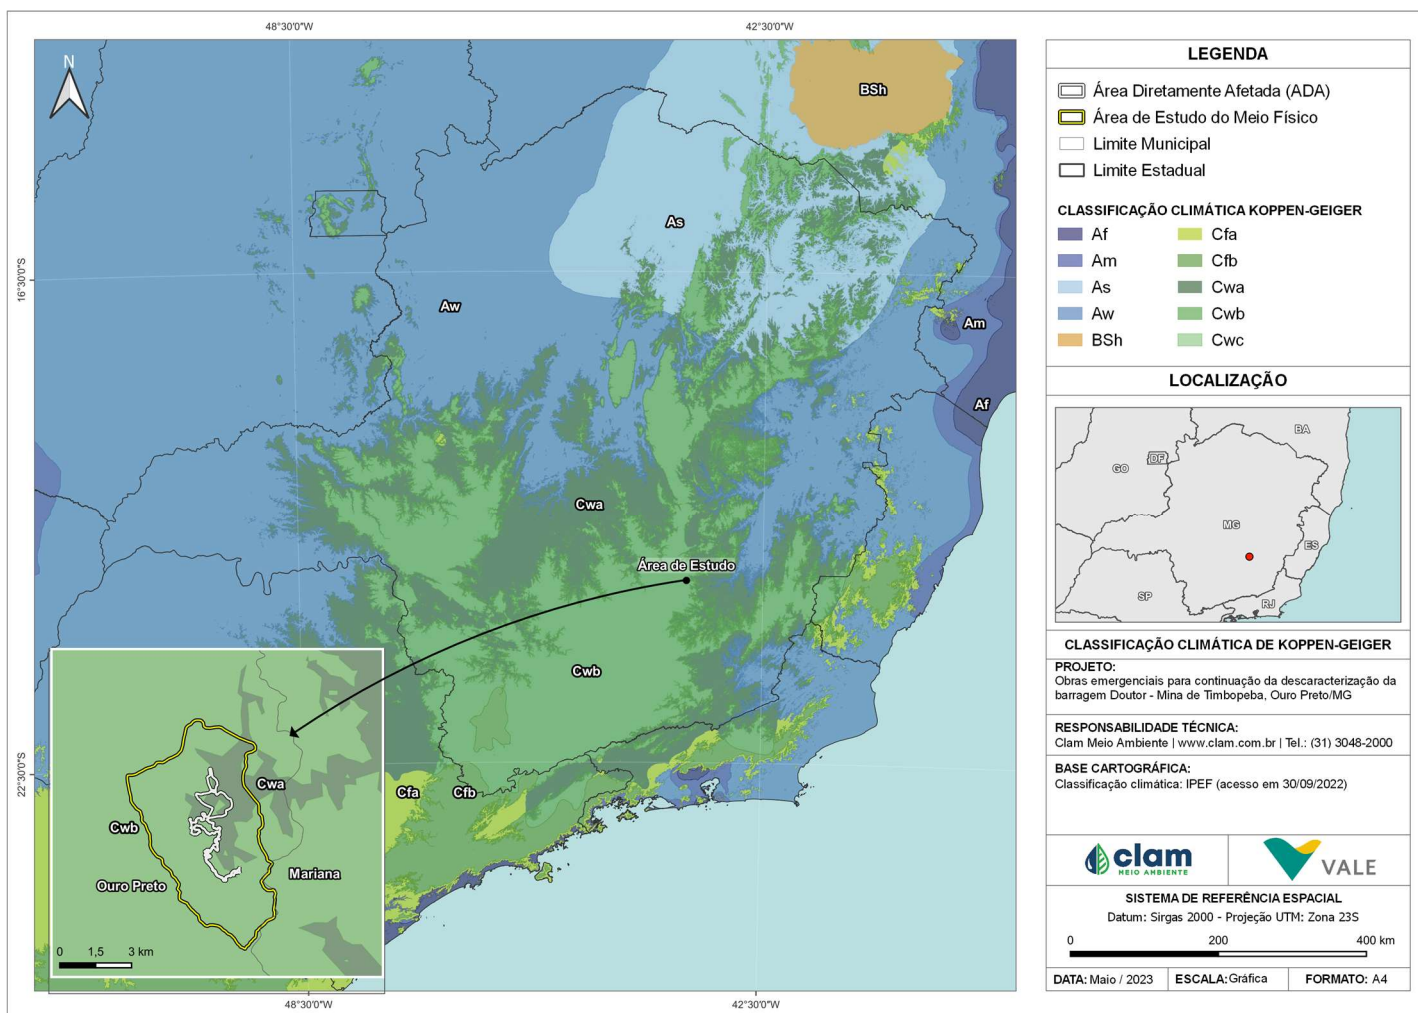 48°30'0"W
42°30'0"W
N
16°30'0"S
22°30'0"S
BSh
As
Aw
Am
Af
Cwa
Área de Estudo
Cwb
Cfa
Cfb
Cwa
Cwb
Ouro Preto
Mariana
0 1,5 3 km
48°30'0"W
42°30'0"W
LEGENDA
Área Diretamente Afetada (ADA)
Área de Estudo do Meio Físico
Limite Municipal
Limite Estadual
CLASSIFICAÇÃO CLIMÁTICA KOPPEN-GEIGER
Af
Am
As
Aw
BSh
Cfa
Cfb
Cwa
Cwb
Cwc
LOCALIZAÇÃO
BA
GO
DF
MG
ES
SP
RJ
CLASSIFICAÇÃO CLIMÁTICA DE KOPPEN-GEIGER
PROJETO:
Obras emergenciais para continuação da descaracterização da
barragem Doutor - Mina de Timbopeba, Ouro Preto/MG
RESPONSABILIDADE TÉCNICA:
Clam Meio Ambiente | www.clam.com.br | Tel.: (31) 3048-2000
BASE CARTOGRÁFICA:
Classificação climática: IPEF (acesso em 30/09/2022)
clam
MEIO AMBIENTE
VALE
SISTEMA DE REFERÊNCIA ESPACIAL
Datum: Sirgas 2000 - Projeção UTM: Zona 23S
0 200 400 km
DATA: Maio / 2023
ESCALA: Gráfica
FORMATO: A4